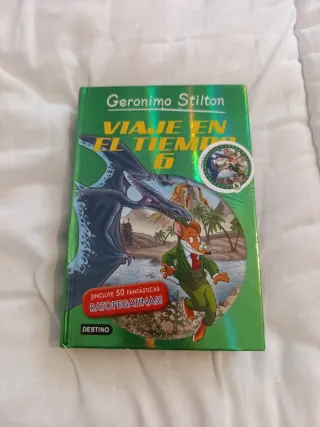 Geronimo Stilton
VIAJE EN
EL TIEMPO
6
¡INCLUYE 50 FANTÁSTICAS
RATOPEGATINAS!
DESTINO